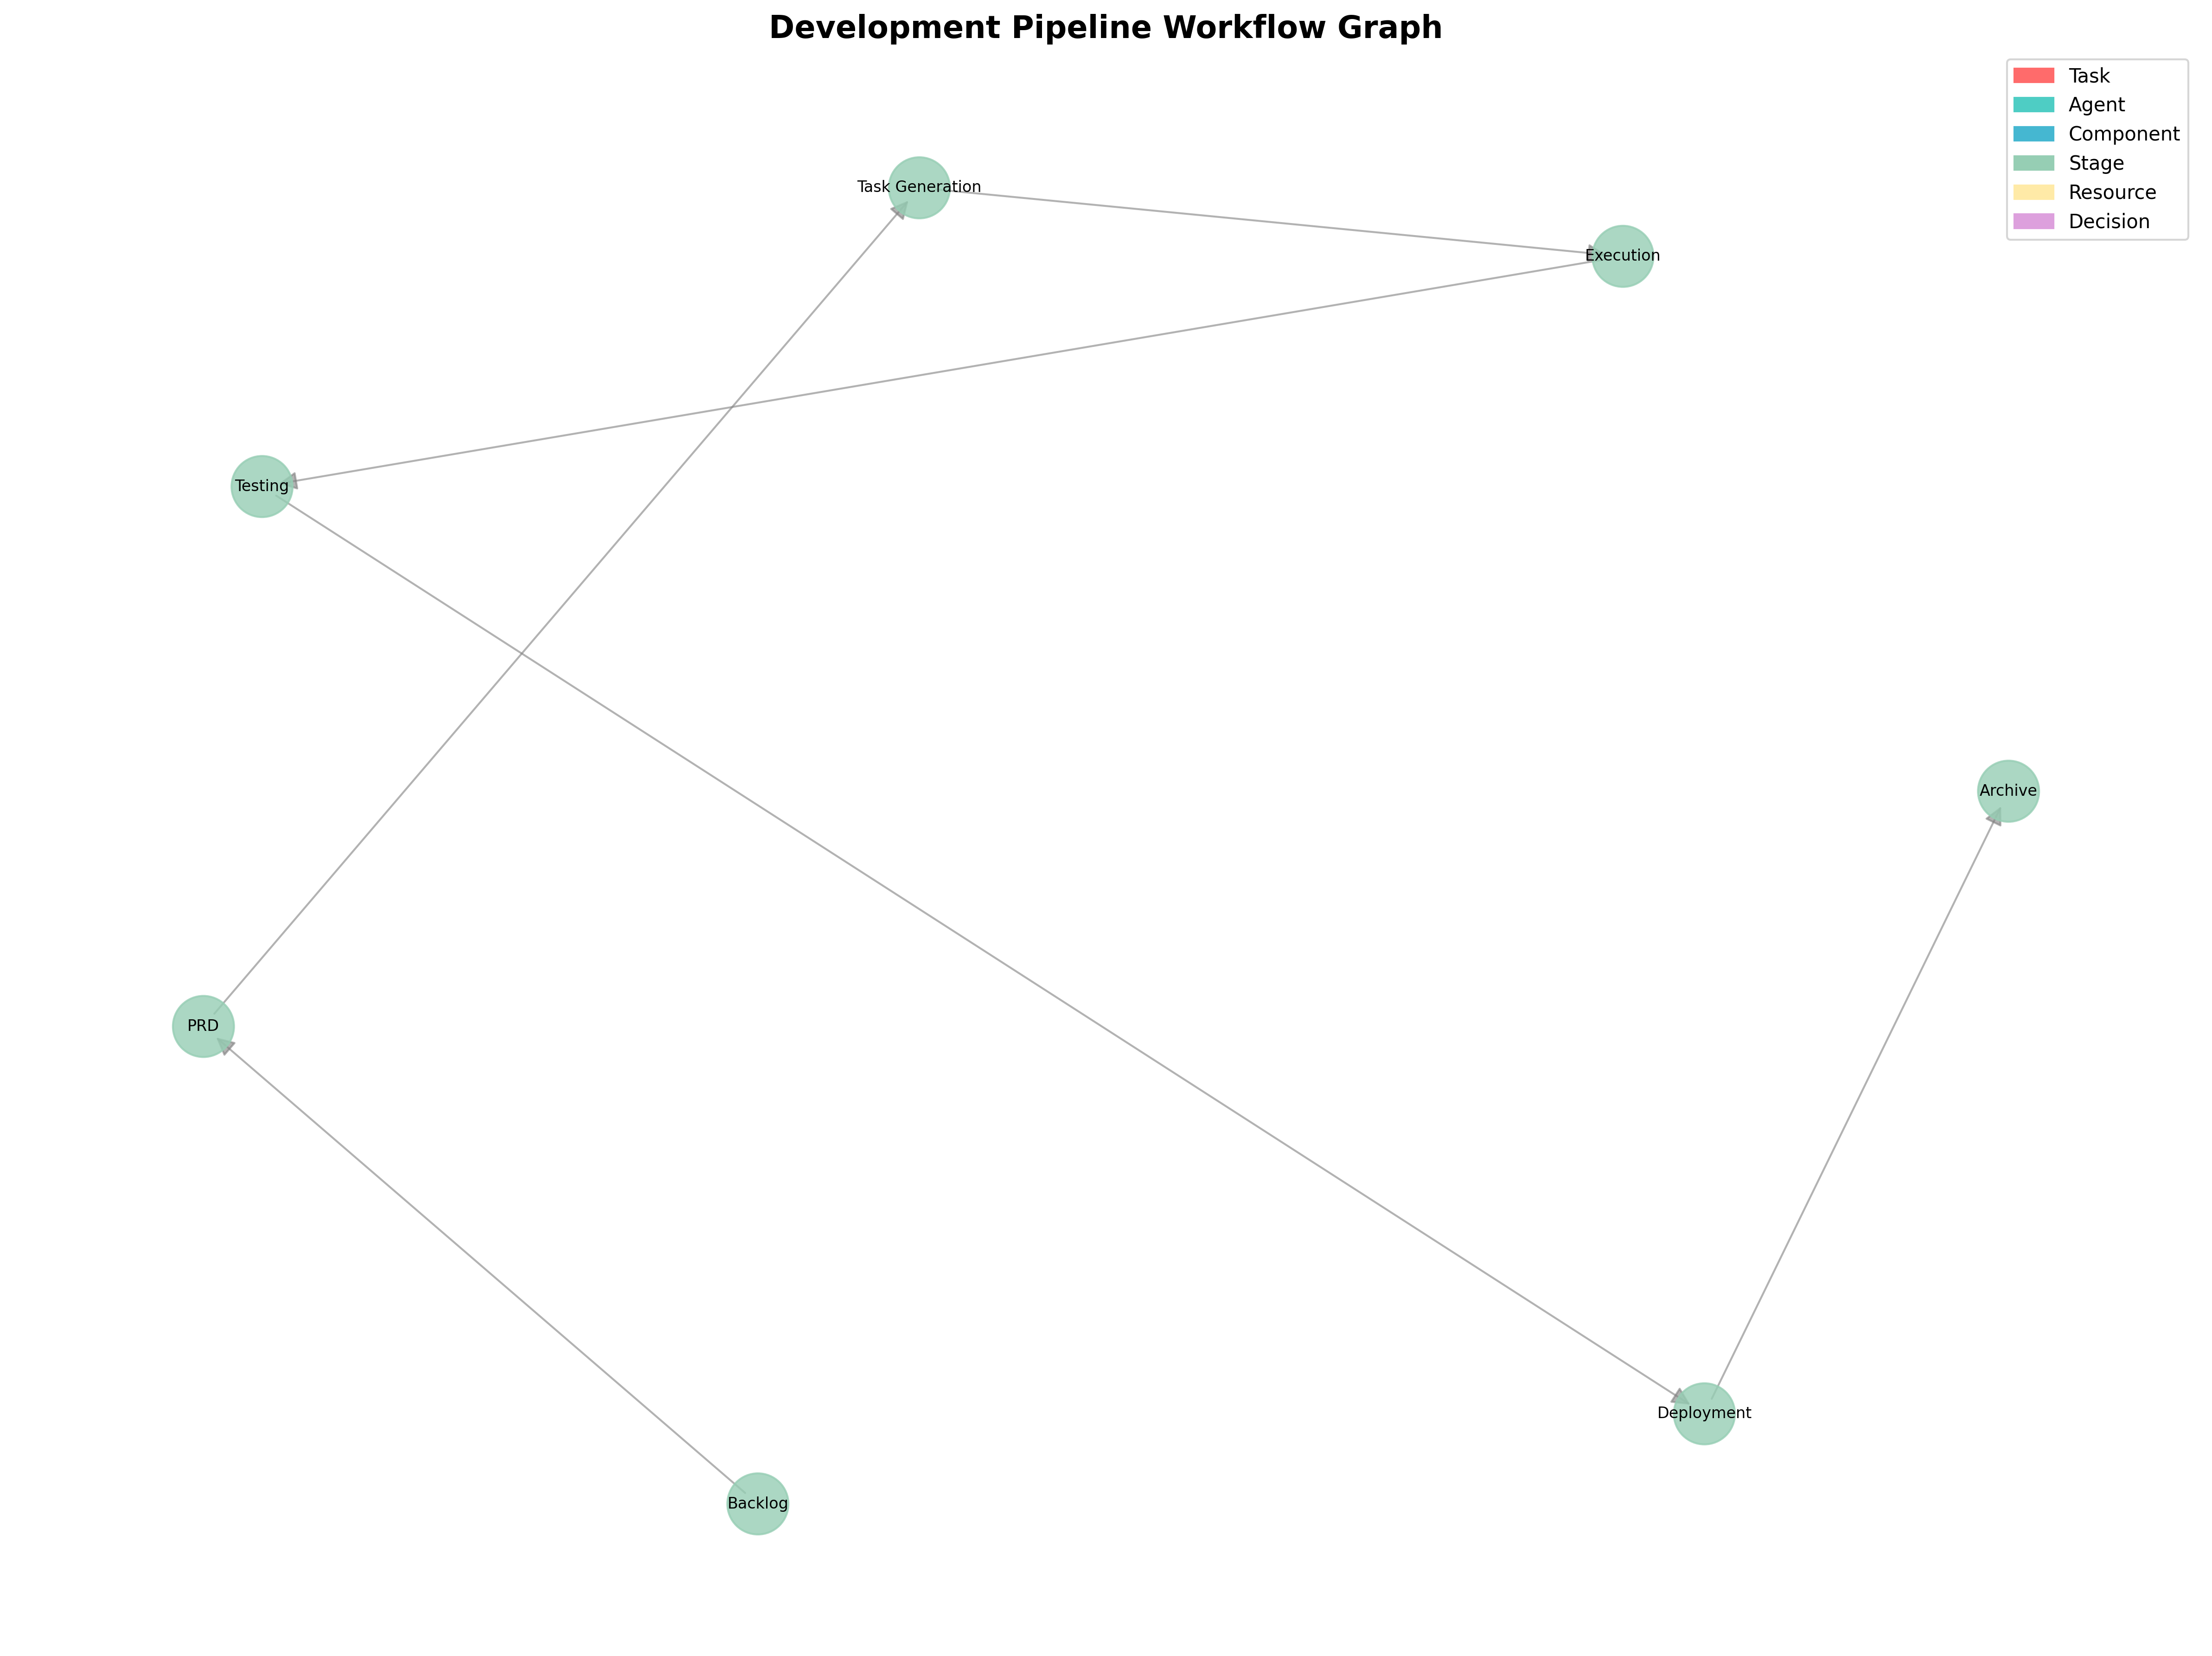 Development Pipeline Workflow Graph
Task
Agent
Component
Stage
Resource
Decision
Task Generation
Execution
Testing
Archive
PRD
Deployment
Backlog